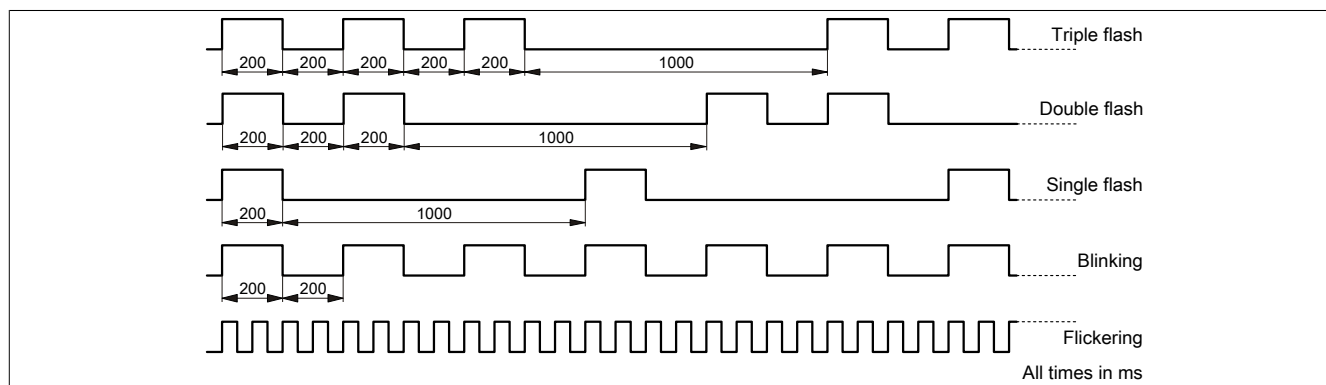 Triple flash
200 200 200 200 200 1000
Double flash
200 200 200 1000
Single flash
200 1000
Blinking
200 200
Flickering
All times in ms